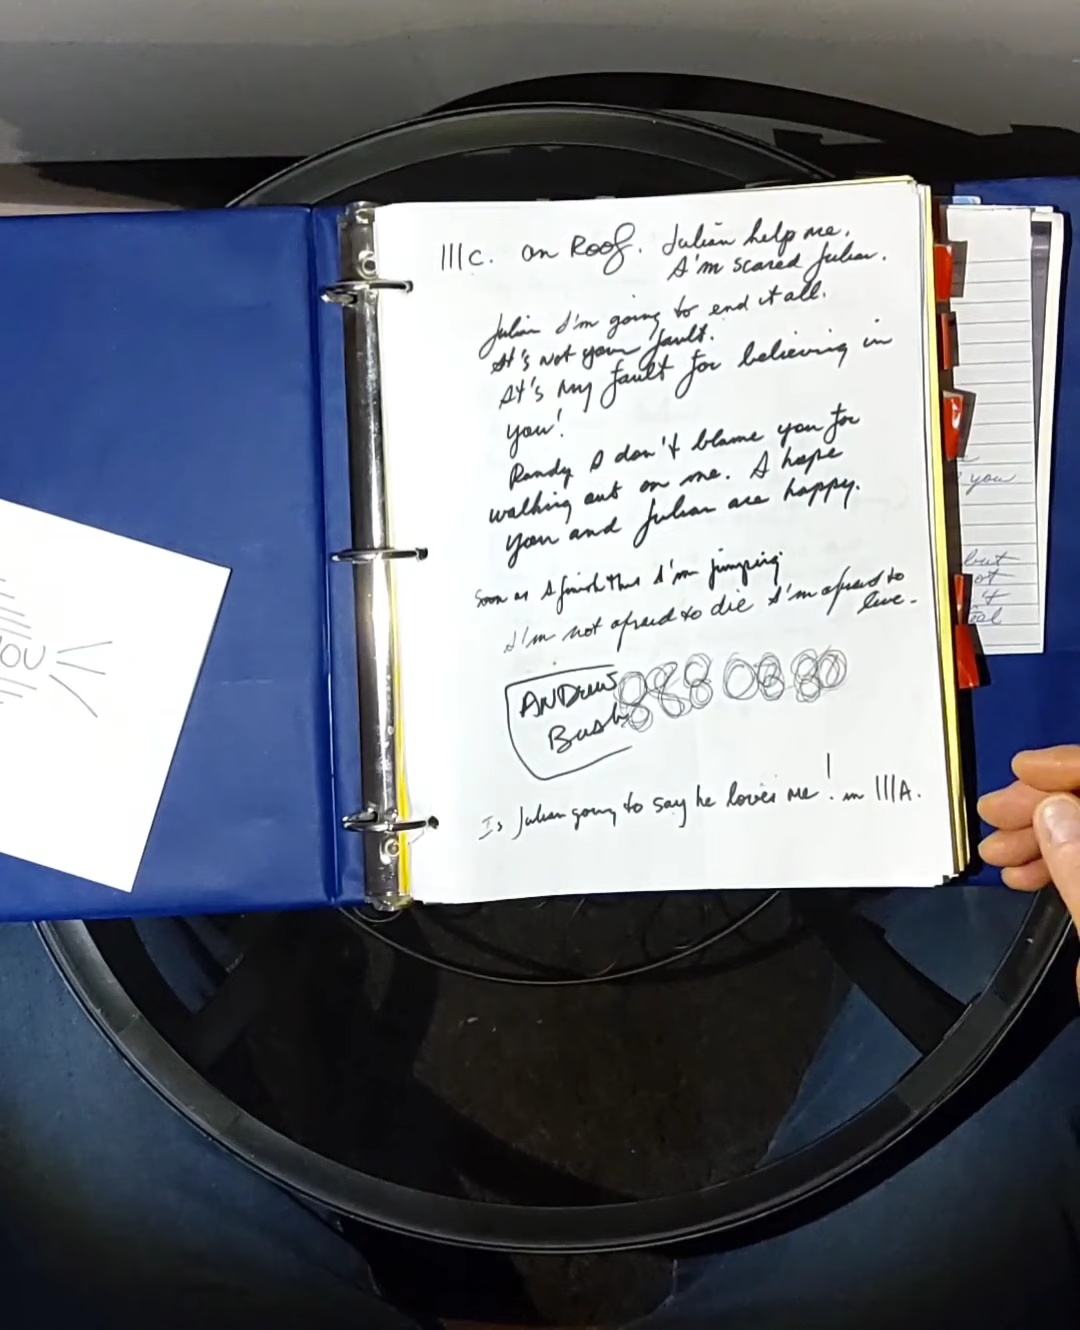 OU
IIIC. on Roof. Julian help me.
I'm scared Julian.
Julian I'm going to end it all.
It's not your fault.
It's my fault for believing in
you!
Randy I don't blame you for
walking out on me. I hope
you and Julian are happy.
Soon as I finish this I'm jumping
I'm not afraid to die I'm afraid to
live.
ANDrew
Bush
Is Julian going to say he loves me! in IIIA.
you
but
ot
it